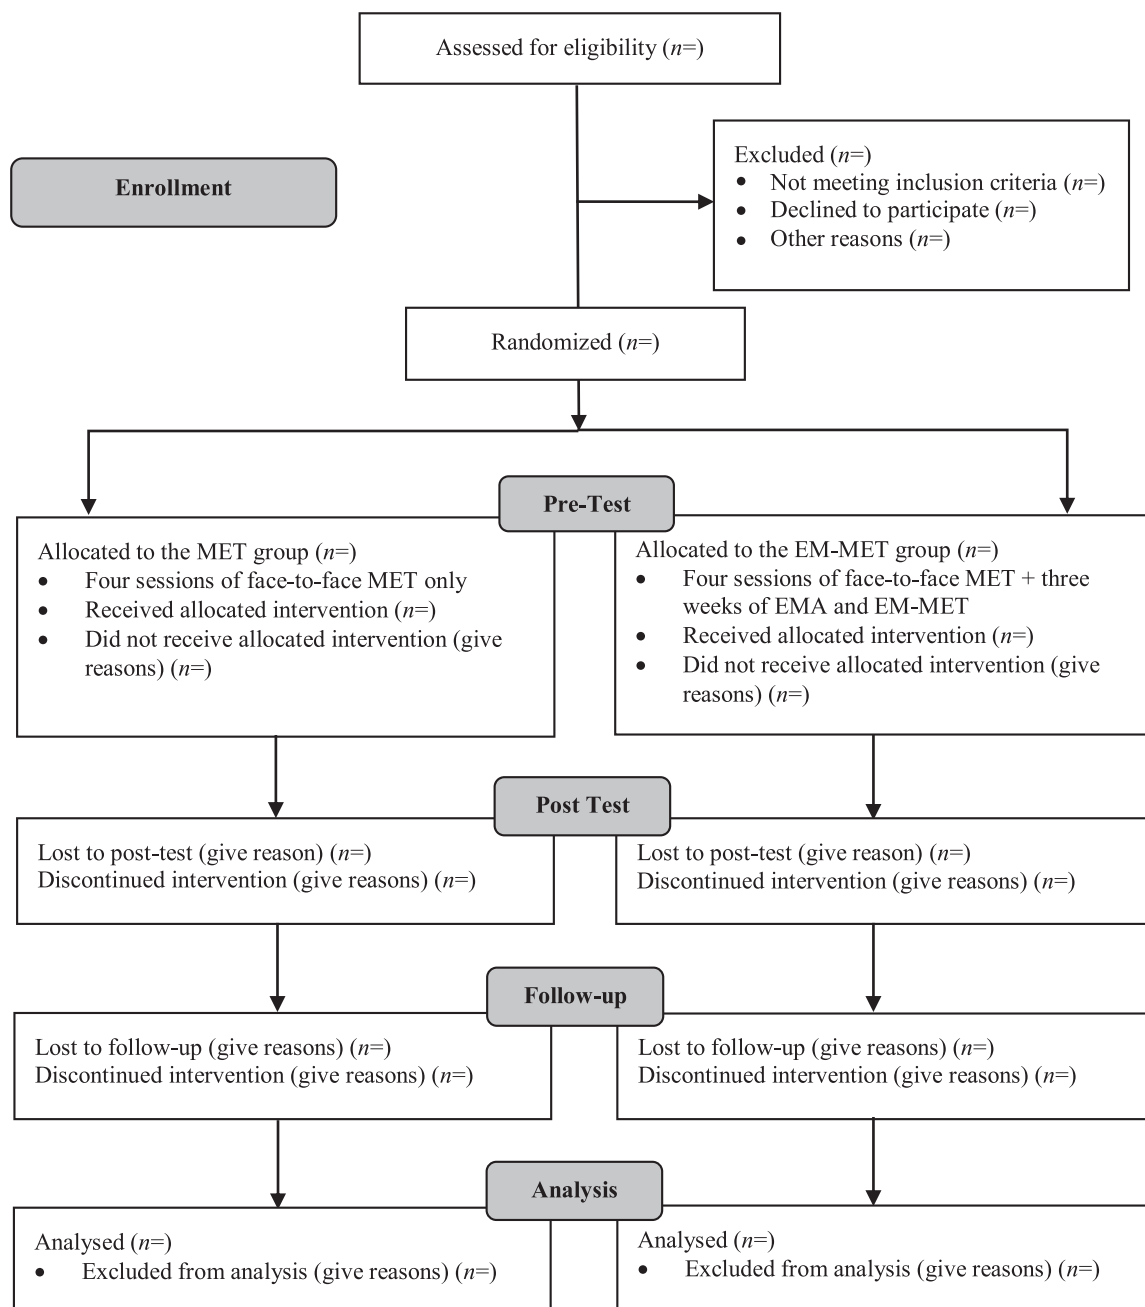 Assessed for eligibility (n=)
Enrollment
Excluded (n=)
• Not meeting inclusion criteria (n=)
• Declined to participate (n=)
• Other reasons (n=)
Randomized (n=)
Pre-Test
Allocated to the MET group (n=)
• Four sessions of face-to-face MET only
• Received allocated intervention (n=)
• Did not receive allocated intervention (give
reasons) (n=)
Allocated to the EM-MET group (n=)
• Four sessions of face-to-face MET + three
weeks of EMA and EM-MET
• Received allocated intervention (n=)
• Did not receive allocated intervention (give
reasons) (n=)
Post Test
Lost to post-test (give reason) (n=)
Discontinued intervention (give reasons) (n=)
Lost to post-test (give reason) (n=)
Discontinued intervention (give reasons) (n=)
Follow-up
Lost to follow-up (give reasons) (n=)
Discontinued intervention (give reasons) (n=)
Lost to follow-up (give reasons) (n=)
Discontinued intervention (give reasons) (n=)
Analysis
Analysed (n=)
• Excluded from analysis (give reasons) (n=)
Analysed (n=)
• Excluded from analysis (give reasons) (n=)